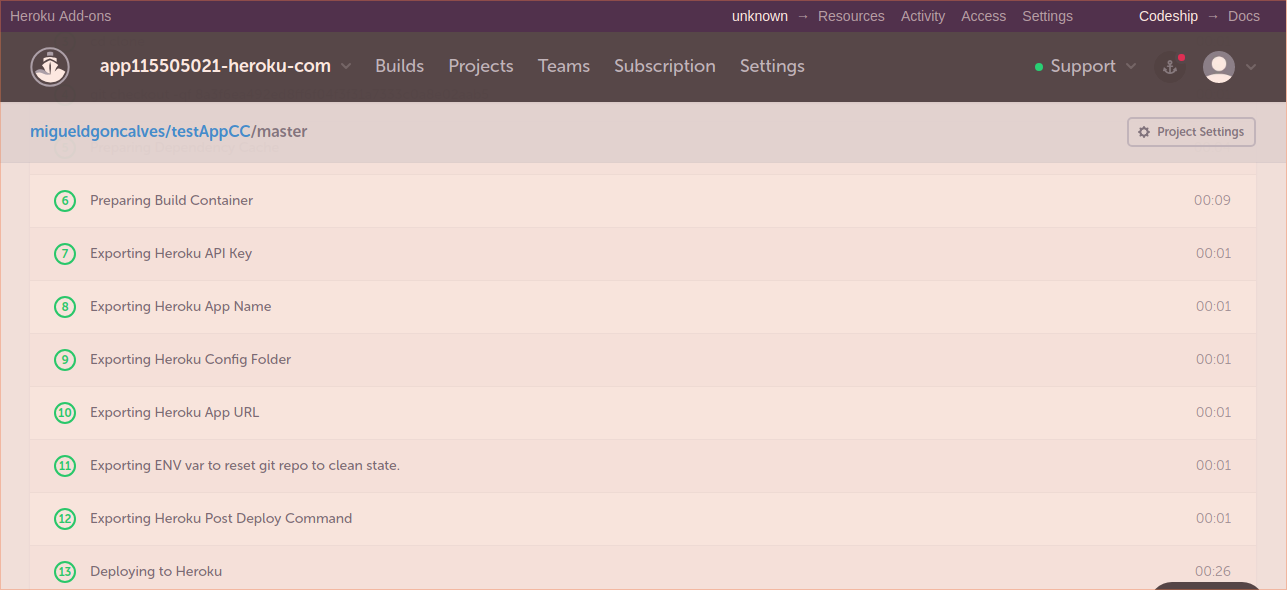 Heroku Add-ons unknown → Resources Activity Access Settings Codeship → Docs
app115505021-heroku-com Builds Projects Teams Subscription Settings Support
migueldgoncalves/testAppCC/master Project Settings
6 Preparing Build Container 00:09
7 Exporting Heroku API Key 00:01
8 Exporting Heroku App Name 00:01
9 Exporting Heroku Config Folder 00:01
10 Exporting Heroku App URL 00:01
11 Exporting ENV var to reset git repo to clean state. 00:01
12 Exporting Heroku Post Deploy Command 00:01
13 Deploying to Heroku 00:26